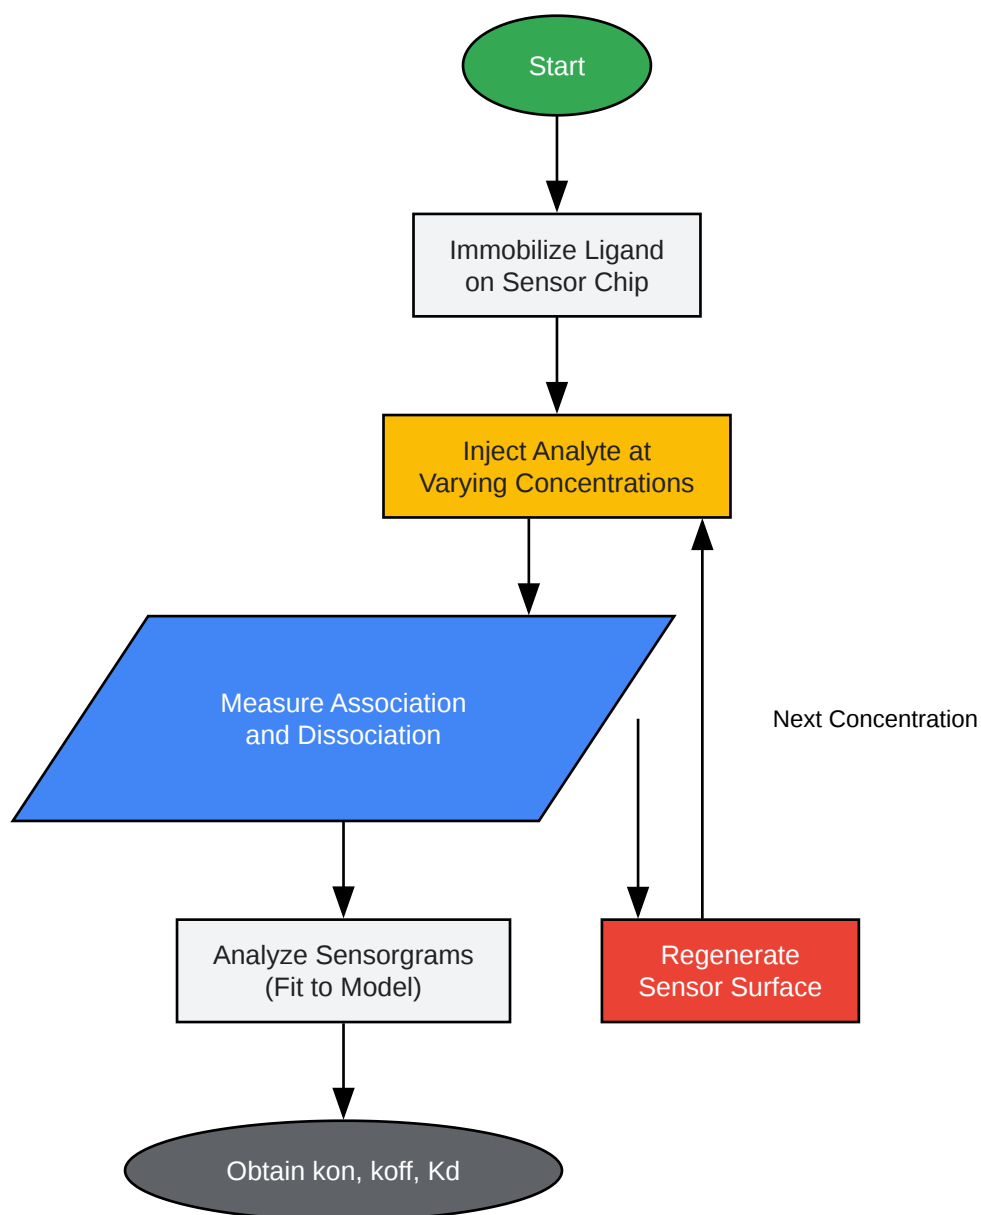 Start
Immobilize Ligand
on Sensor Chip
Inject Analyte at
Varying Concentrations
Measure Association
and Dissociation
Next Concentration
Analyze Sensorgrams
(Fit to Model)
Regenerate
Sensor Surface
Obtain kon, koff, Kd